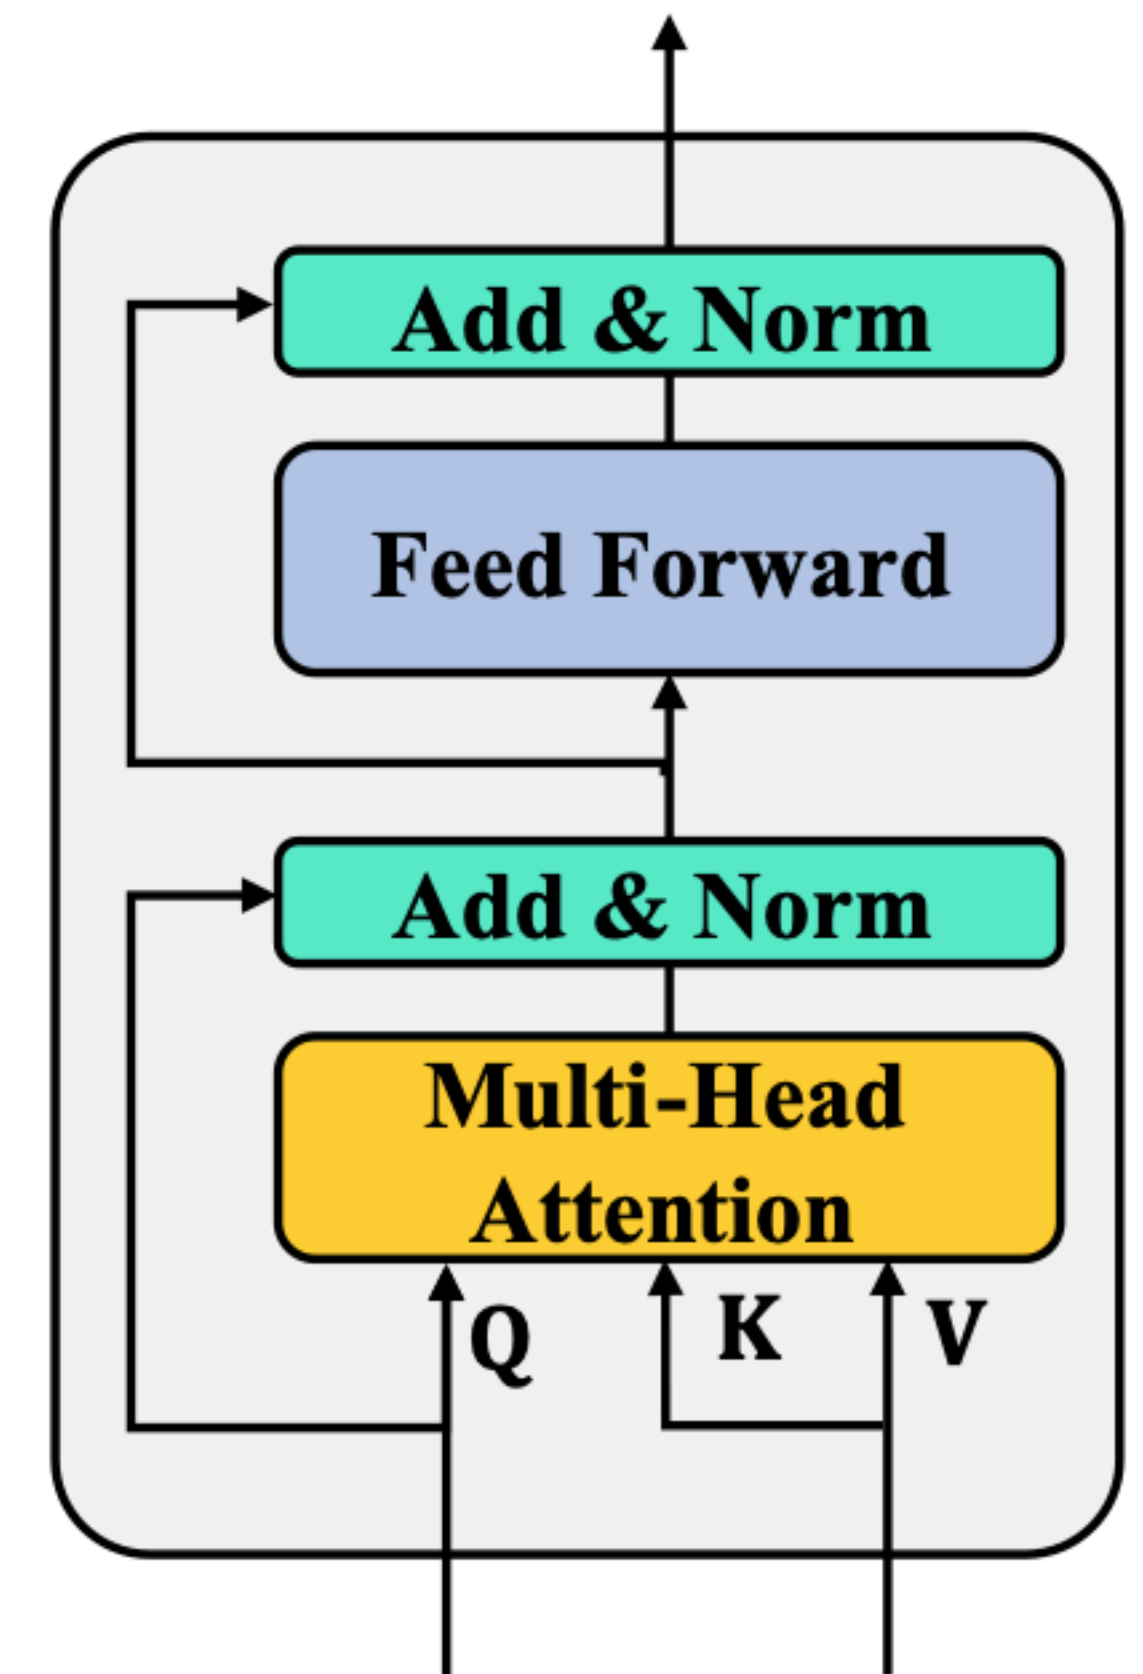 Add & Norm
Feed Forward
Add & Norm
Multi-Head
Attention
Q
K
V